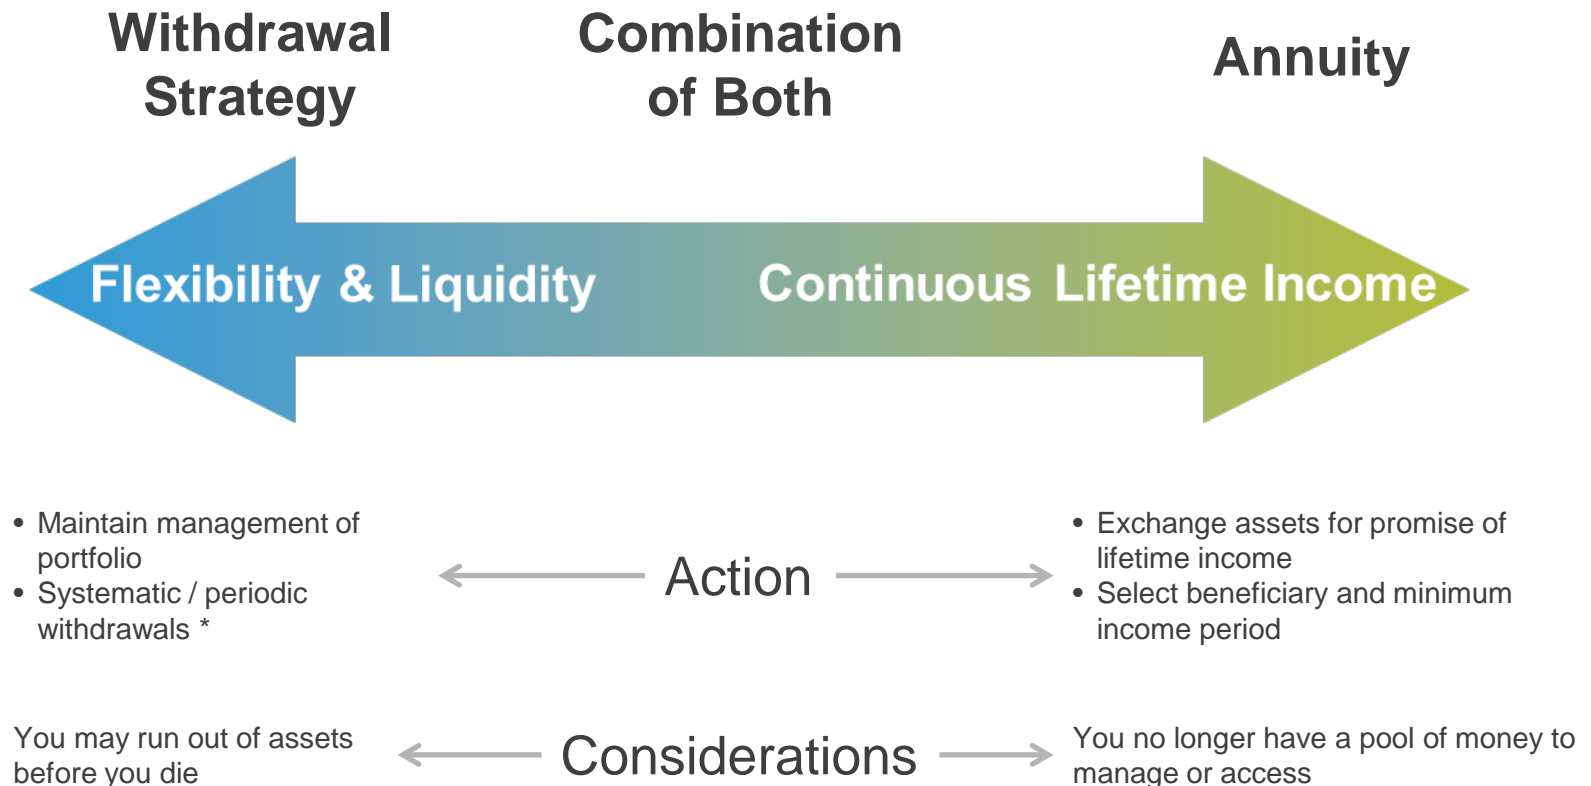 Withdrawal
Strategy
Combination
of Both
Annuity
Flexibility & Liquidity
Continuous Lifetime Income
• Maintain management of
portfolio
• Systematic / periodic
withdrawals *
Action
• Exchange assets for promise of
lifetime income
• Select beneficiary and minimum
income period
You may run out of assets
before you die
Considerations
You no longer have a pool of money to
manage or access